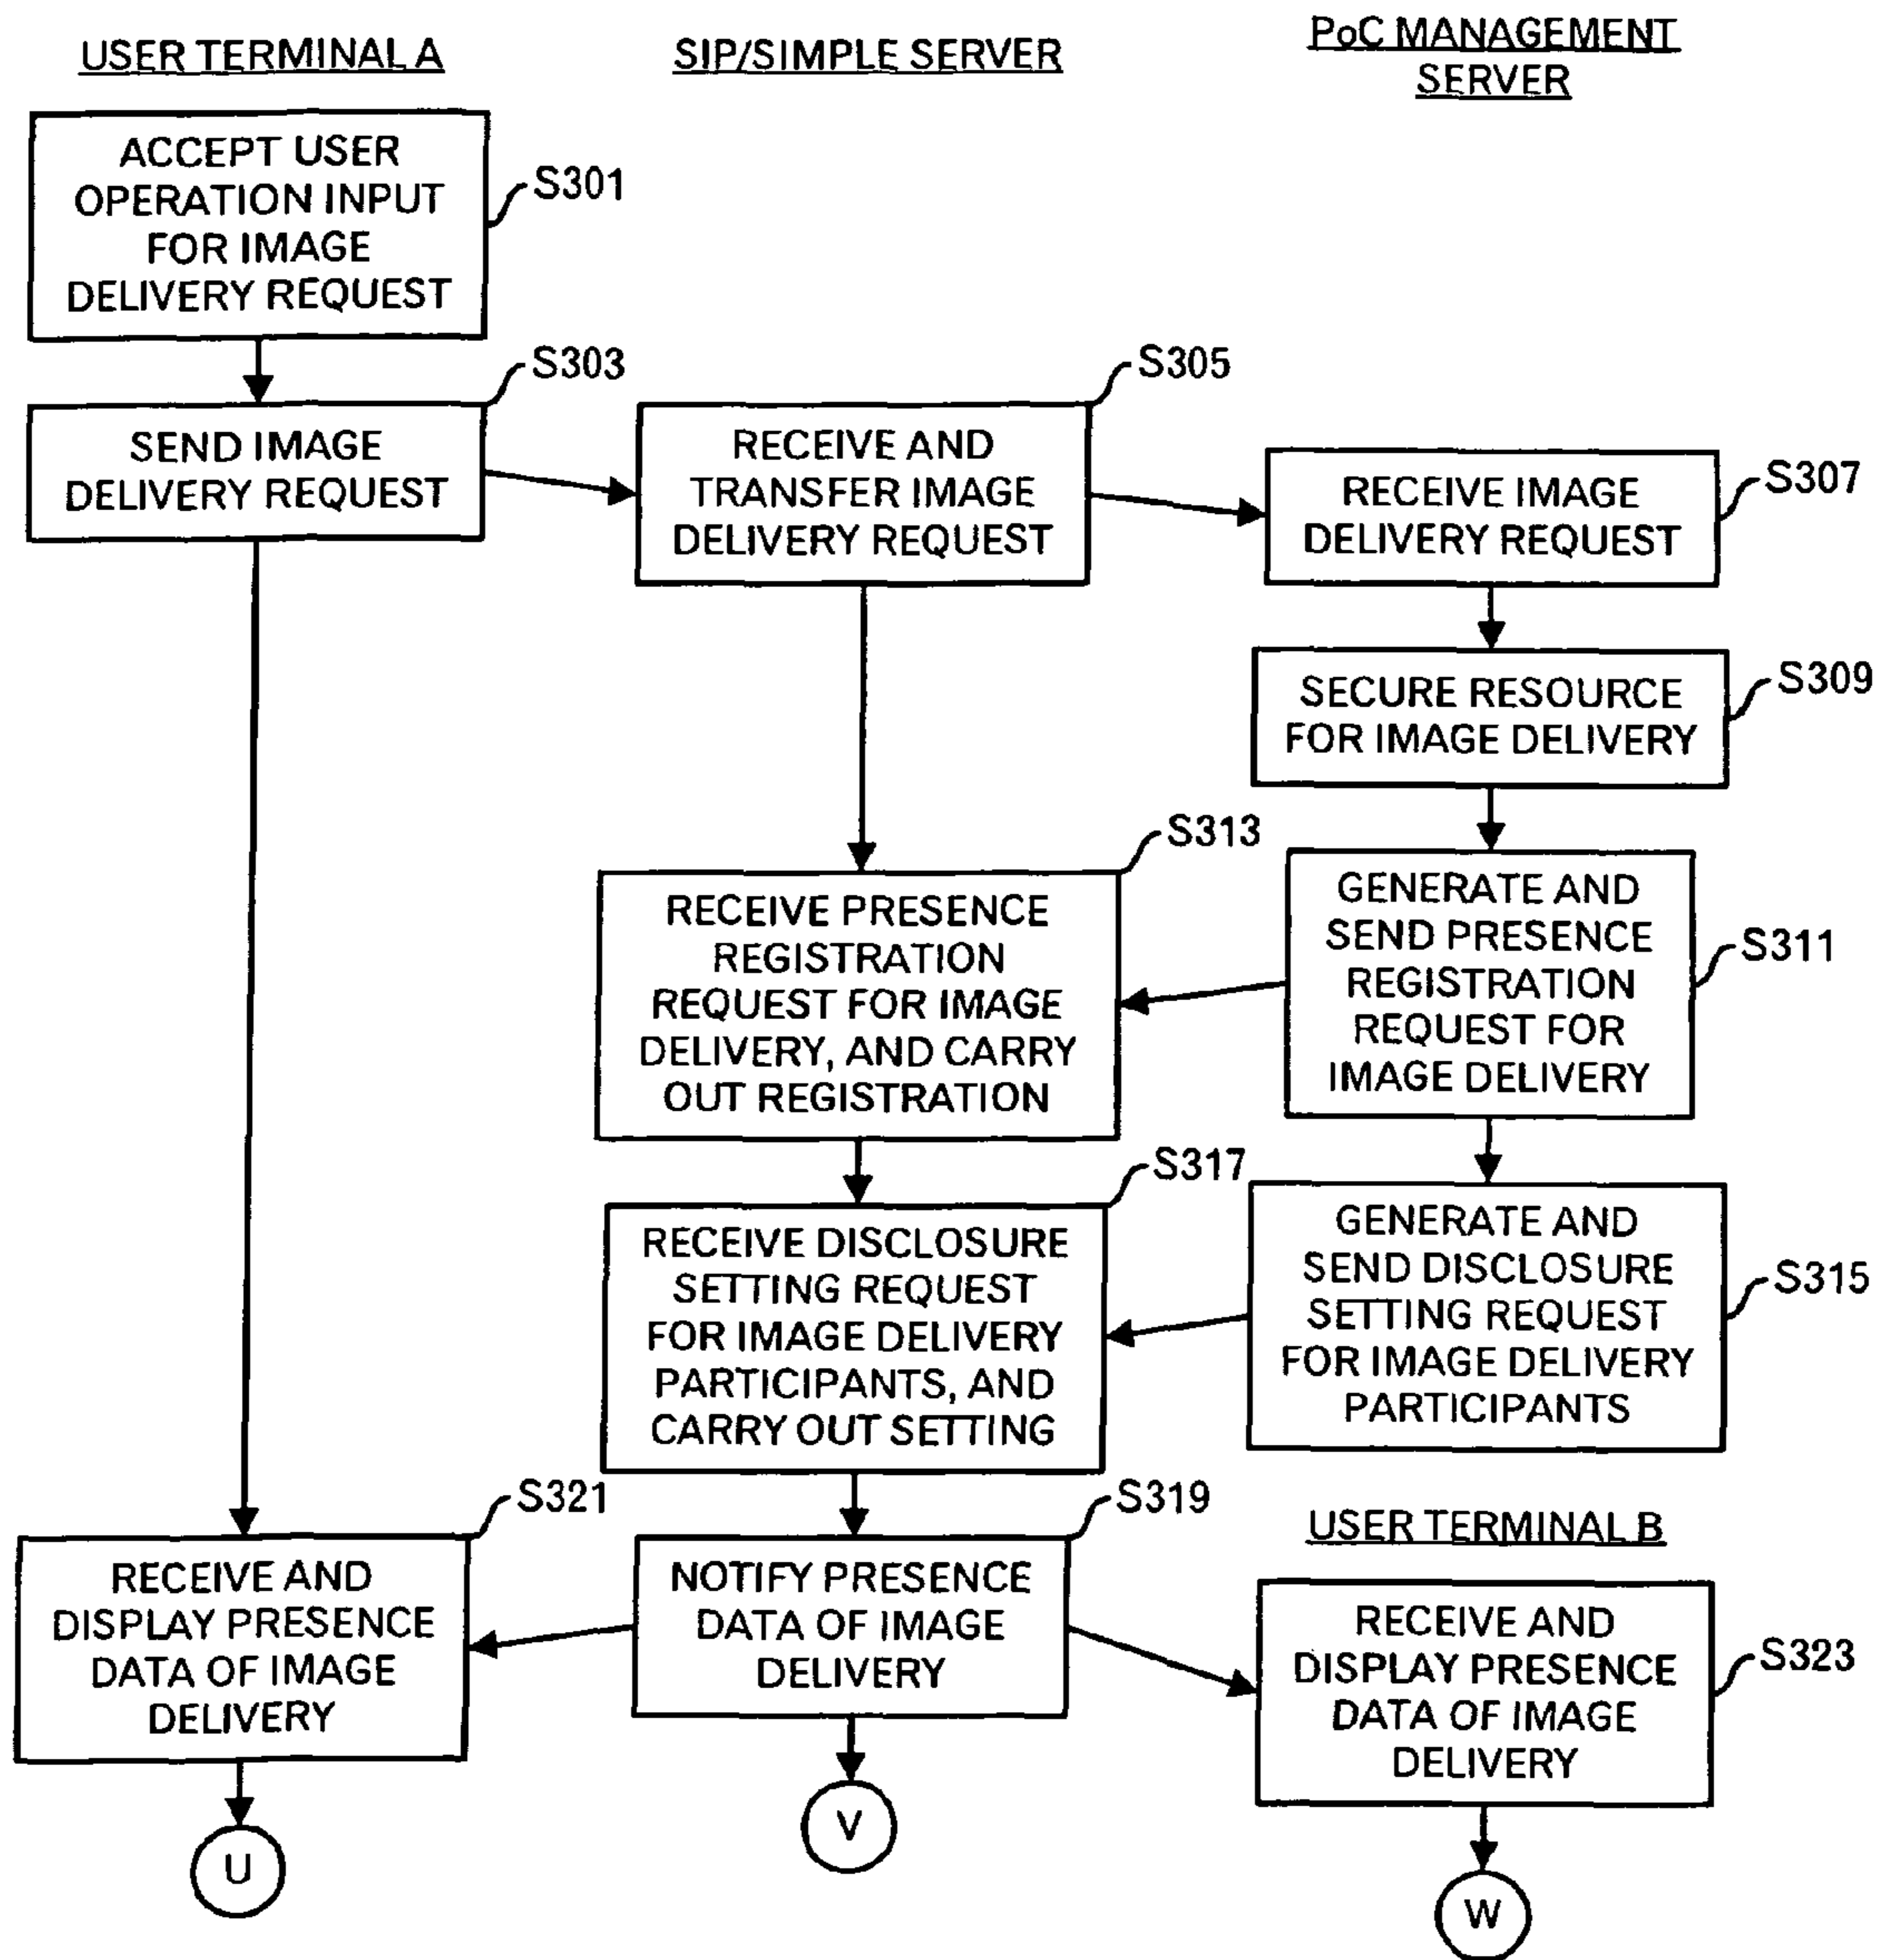 USER TERMINAL A
SIP/SIMPLE SERVER
PoC MANAGEMENT
SERVER
ACCEPT USER
OPERATION INPUT
FOR IMAGE
DELIVERY REQUEST
S301
SEND IMAGE
DELIVERY REQUEST
S303
RECEIVE AND
TRANSFER IMAGE
DELIVERY REQUEST
S305
RECEIVE IMAGE
DELIVERY REQUEST
S307
SECURE RESOURCE
FOR IMAGE DELIVERY
S309
GENERATE AND
SEND PRESENCE
REGISTRATION
REQUEST FOR
IMAGE DELIVERY
S311
RECEIVE PRESENCE
REGISTRATION
REQUEST FOR IMAGE
DELIVERY, AND CARRY
OUT REGISTRATION
S313
GENERATE AND
SEND DISCLOSURE
SETTING REQUEST
FOR IMAGE DELIVERY
PARTICIPANTS
S315
RECEIVE DISCLOSURE
SETTING REQUEST
FOR IMAGE DELIVERY
PARTICIPANTS, AND
CARRY OUT SETTING
S317
NOTIFY PRESENCE
DATA OF IMAGE
DELIVERY
S319
RECEIVE AND
DISPLAY PRESENCE
DATA OF IMAGE
DELIVERY
S321
USER TERMINAL B
RECEIVE AND
DISPLAY PRESENCE
DATA OF IMAGE
DELIVERY
S323
U
V
W